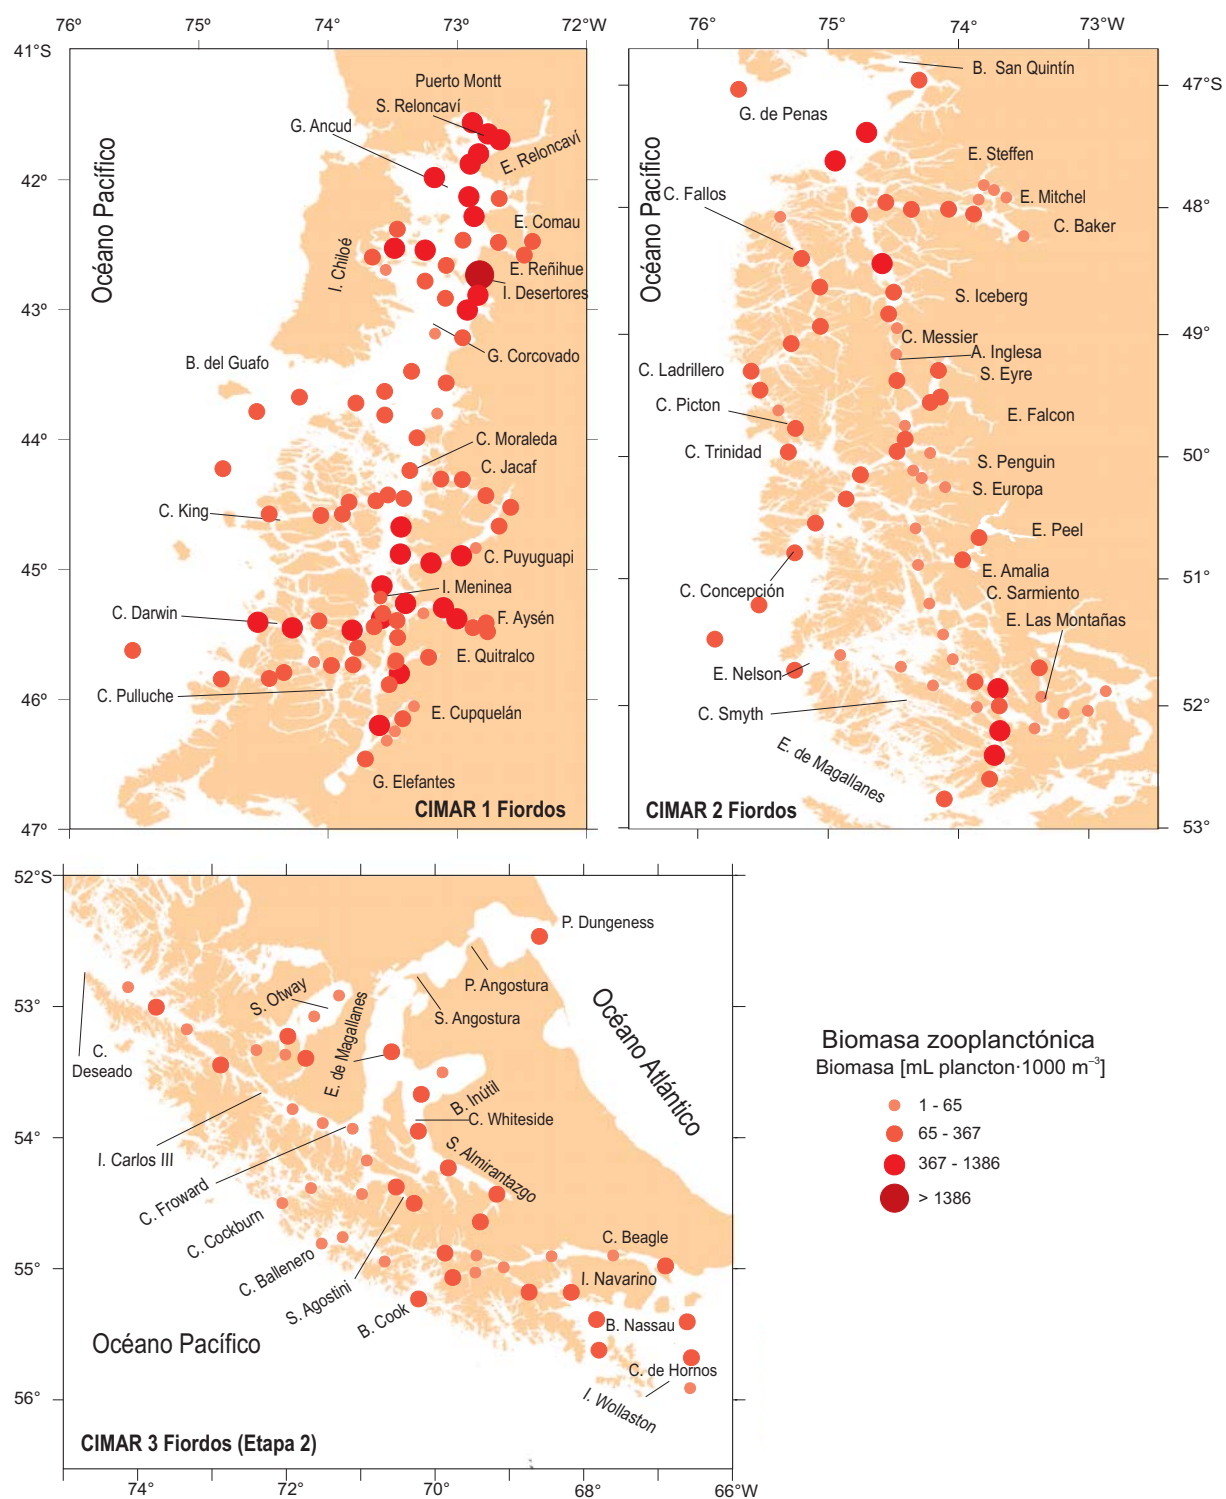 76°
75°
74°
73°
72°W
41°S
42°
43°
44°
45°
46°
47°
Puerto Montt
S. Reloncaví
G. Ancud
E. Reloncaví
Océano Pacífico
E. Comau
I. Chiloé
E. Reñihue
I. Desertores
G. Corcovado
B. del Guafo
C. Moraleda
C. Jacaf
C. King
C. Puyuguapi
I. Meninea
C. Darwin
F. Aysén
E. Quitralco
C. Pulluche
E. Cupquelán
G. Elefantes
CIMAR 1 Fiordos
76°
75°
74°
73°W
47°S
48°
49°
50°
51°
52°
53°
B. San Quintín
G. de Penas
Océano Pacífico
E. Steffen
C. Fallos
E. Mitchel
C. Baker
S. Iceberg
C. Messier
A. Inglesa
C. Ladrillero
S. Eyre
C. Picton
E. Falcon
C. Trinidad
S. Penguin
S. Europa
E. Peel
E. Amalia
C. Concepción
C. Sarmiento
E. Las Montañas
E. Nelson
C. Smyth
E. de Magallanes
CIMAR 2 Fiordos
52°S
53°
54°
55°
56°
P. Dungeness
P. Angostura
S. Otway
S. Angostura
E. de Magallanes
Océano Atlántico
C.
Deseado
B. Inútil
C. Whiteside
I. Carlos III
S. Almirantazgo
C. Froward
C. Cockburn
C. Beagle
C. Ballenero
I. Navarino
S. Agostini
B. Cook
B. Nassau
Océano Pacífico
C. de Hornos
I. Wollaston
CIMAR 3 Fiordos (Etapa 2)
74°
72°
70°
68°
66°W
Biomasa zooplanctónica
Biomasa [mL plancton·1000 m⁻³]
1 - 65
65 - 367
367 - 1386
> 1386